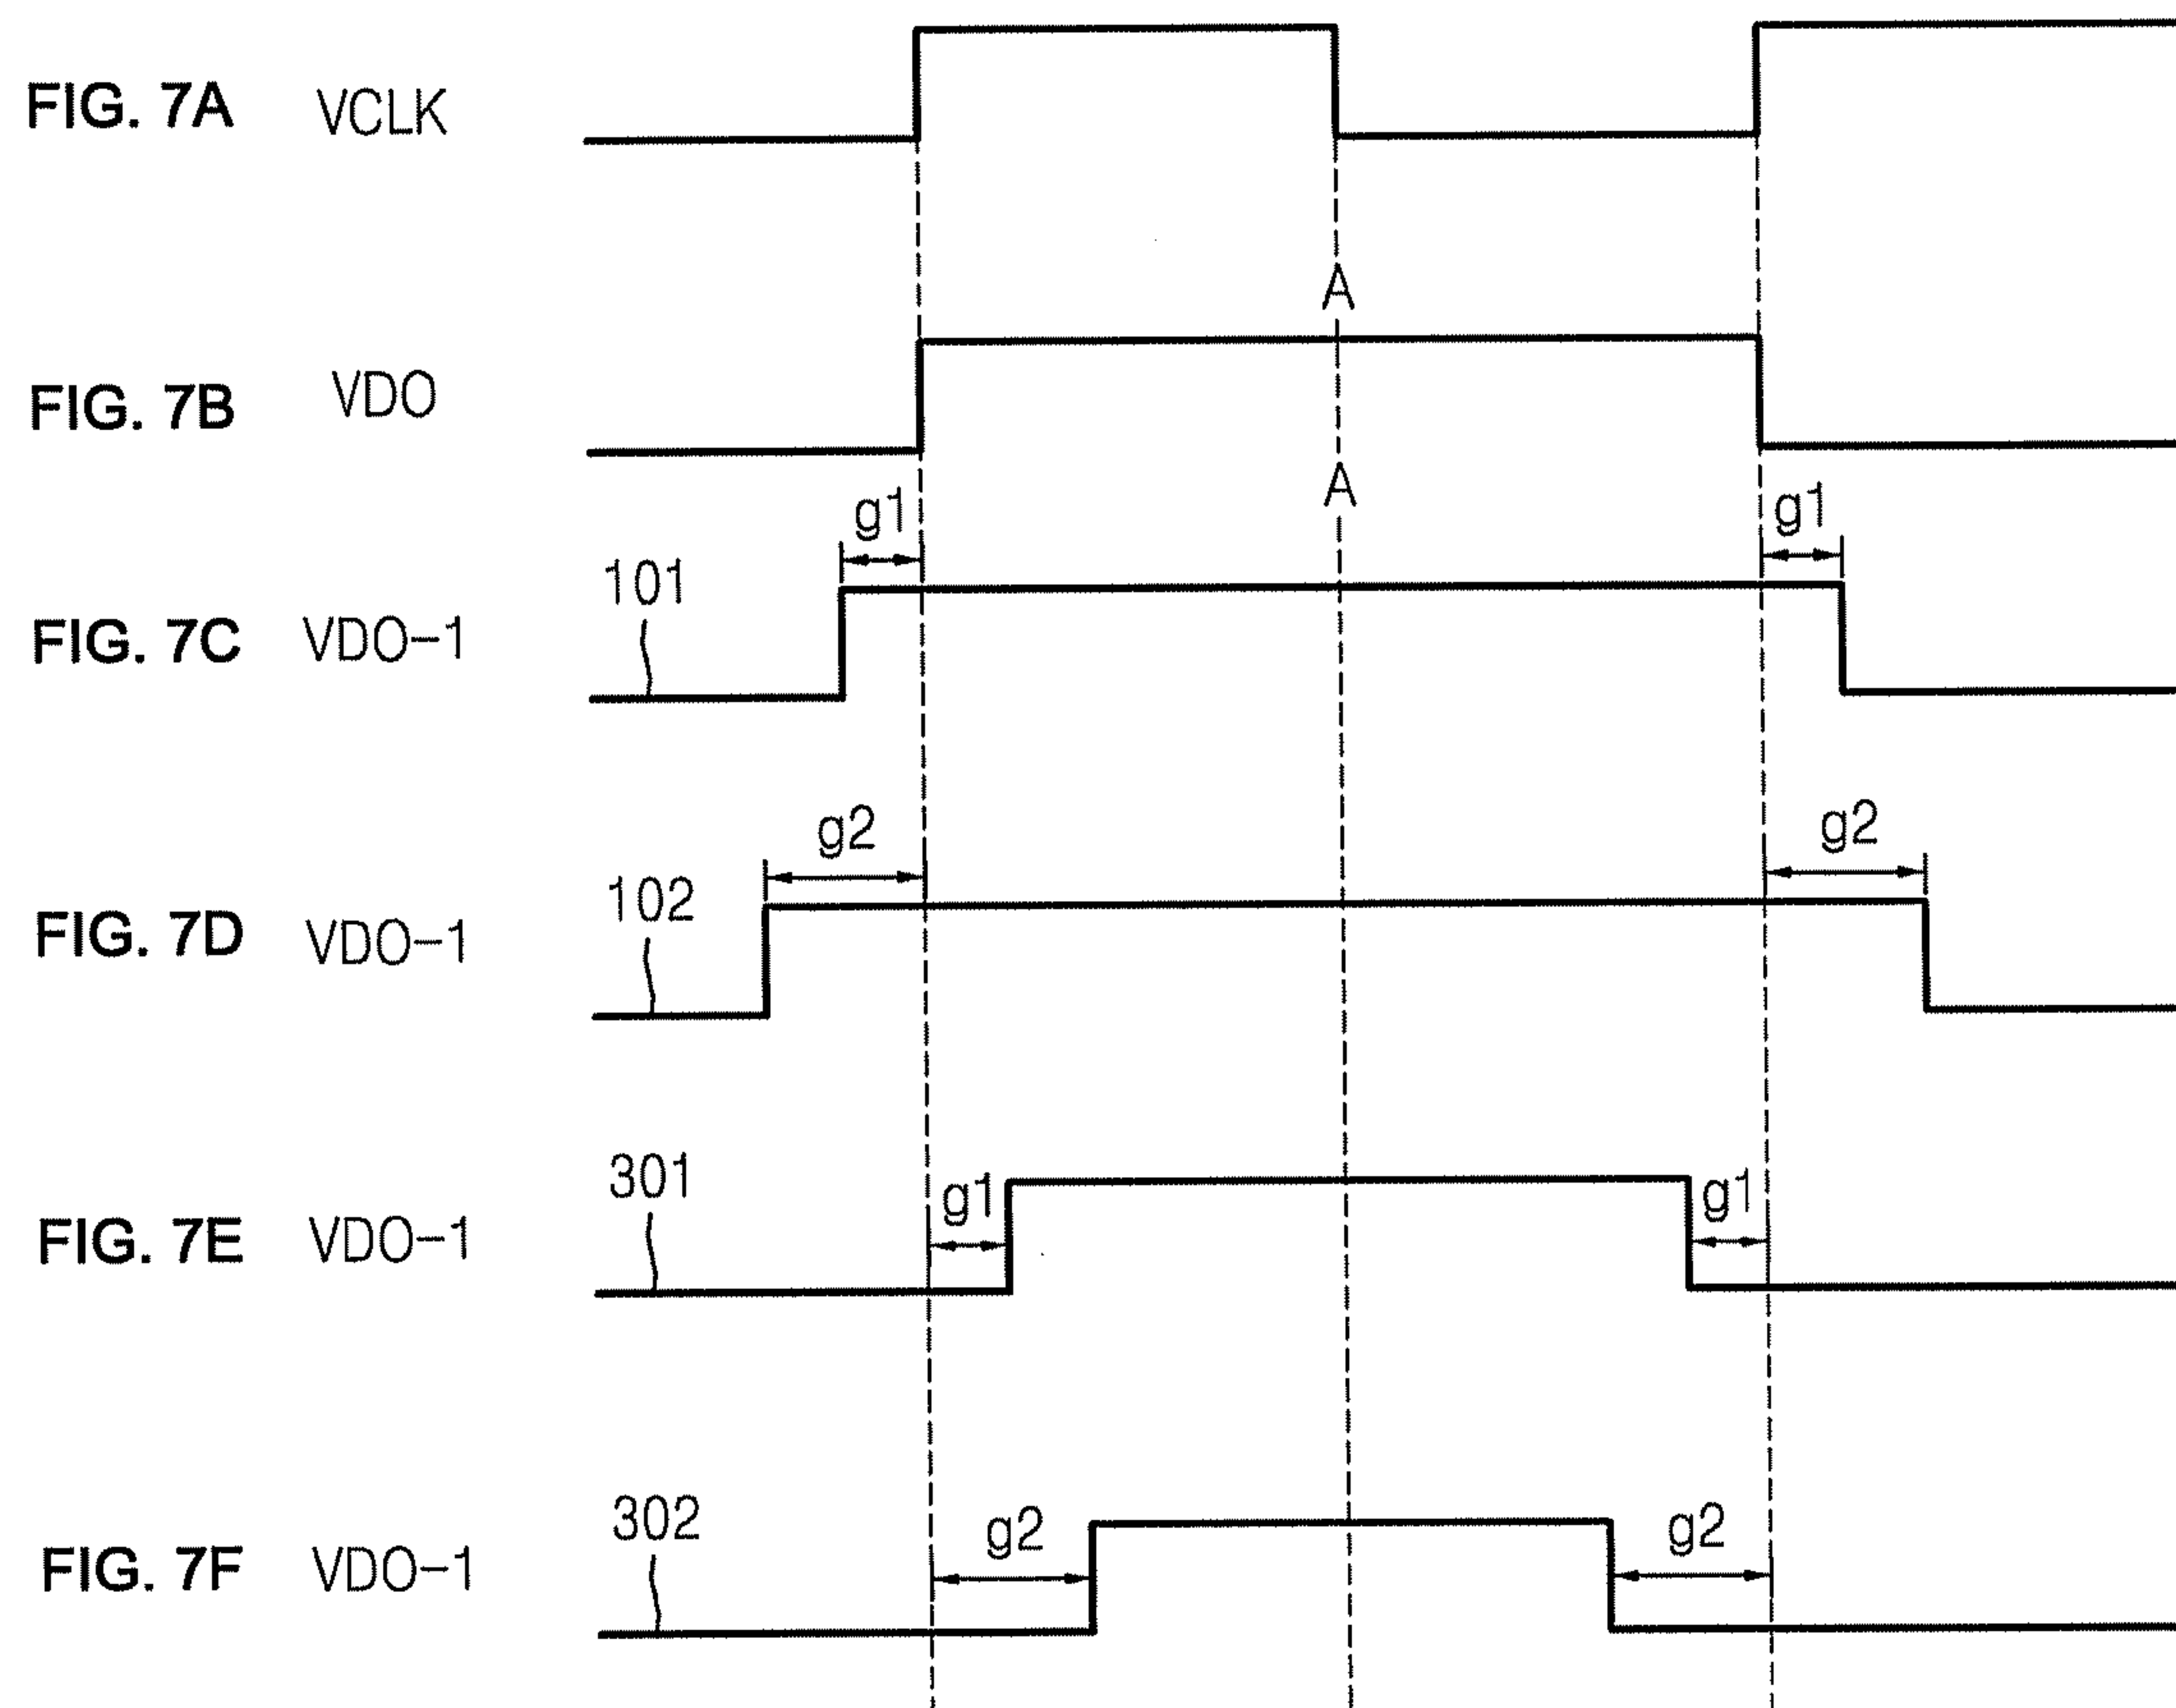 FIG. 7A VCLK
A
FIG. 7B VDO
A
g1 g1
101
FIG. 7C VDO-1
g2 g2
102
FIG. 7D VDO-1
301
g1 g1
FIG. 7E VDO-1
302
g2 g2
FIG. 7F VDO-1